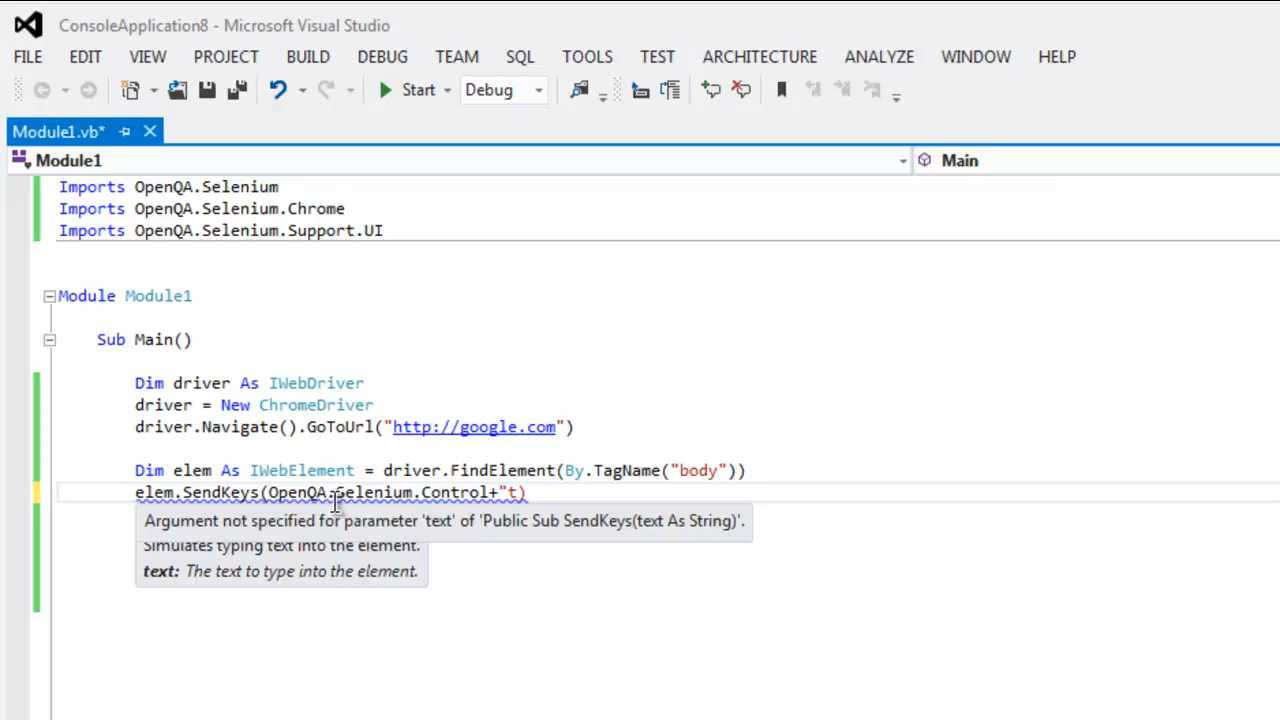 ConsoleApplication8 - Microsoft Visual Studio
FILE EDIT VIEW PROJECT BUILD DEBUG TEAM SQL TOOLS TEST ARCHITECTURE ANALYZE WINDOW HELP
Start Debug
Module1.vb*
Module1 Main
Imports OpenQA.Selenium
Imports OpenQA.Selenium.Chrome
Imports OpenQA.Selenium.Support.UI
Module Module1
Sub Main()
Dim driver As IWebDriver
driver = New ChromeDriver
driver.Navigate().GoToUrl("http://google.com")
Dim elem As IWebElement = driver.FindElement(By.TagName("body"))
elem.SendKeys(OpenQA.Selenium.Control+"t)
Argument not specified for parameter 'text' of 'Public Sub SendKeys(text As String)'.
Simulates typing text into the element.
text: The text to type into the element.